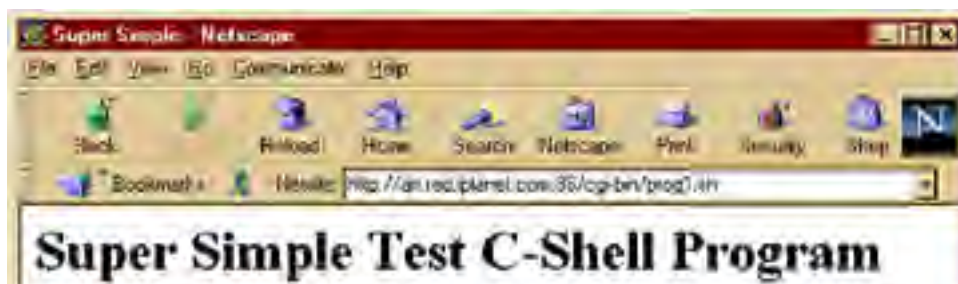 Super Simple - Netscape
File Edit View Go Communicator Help
Back Reload Home Search Netscape Print Security Shop N
Bookmarks Netsite:
Super Simple Test C-Shell Program